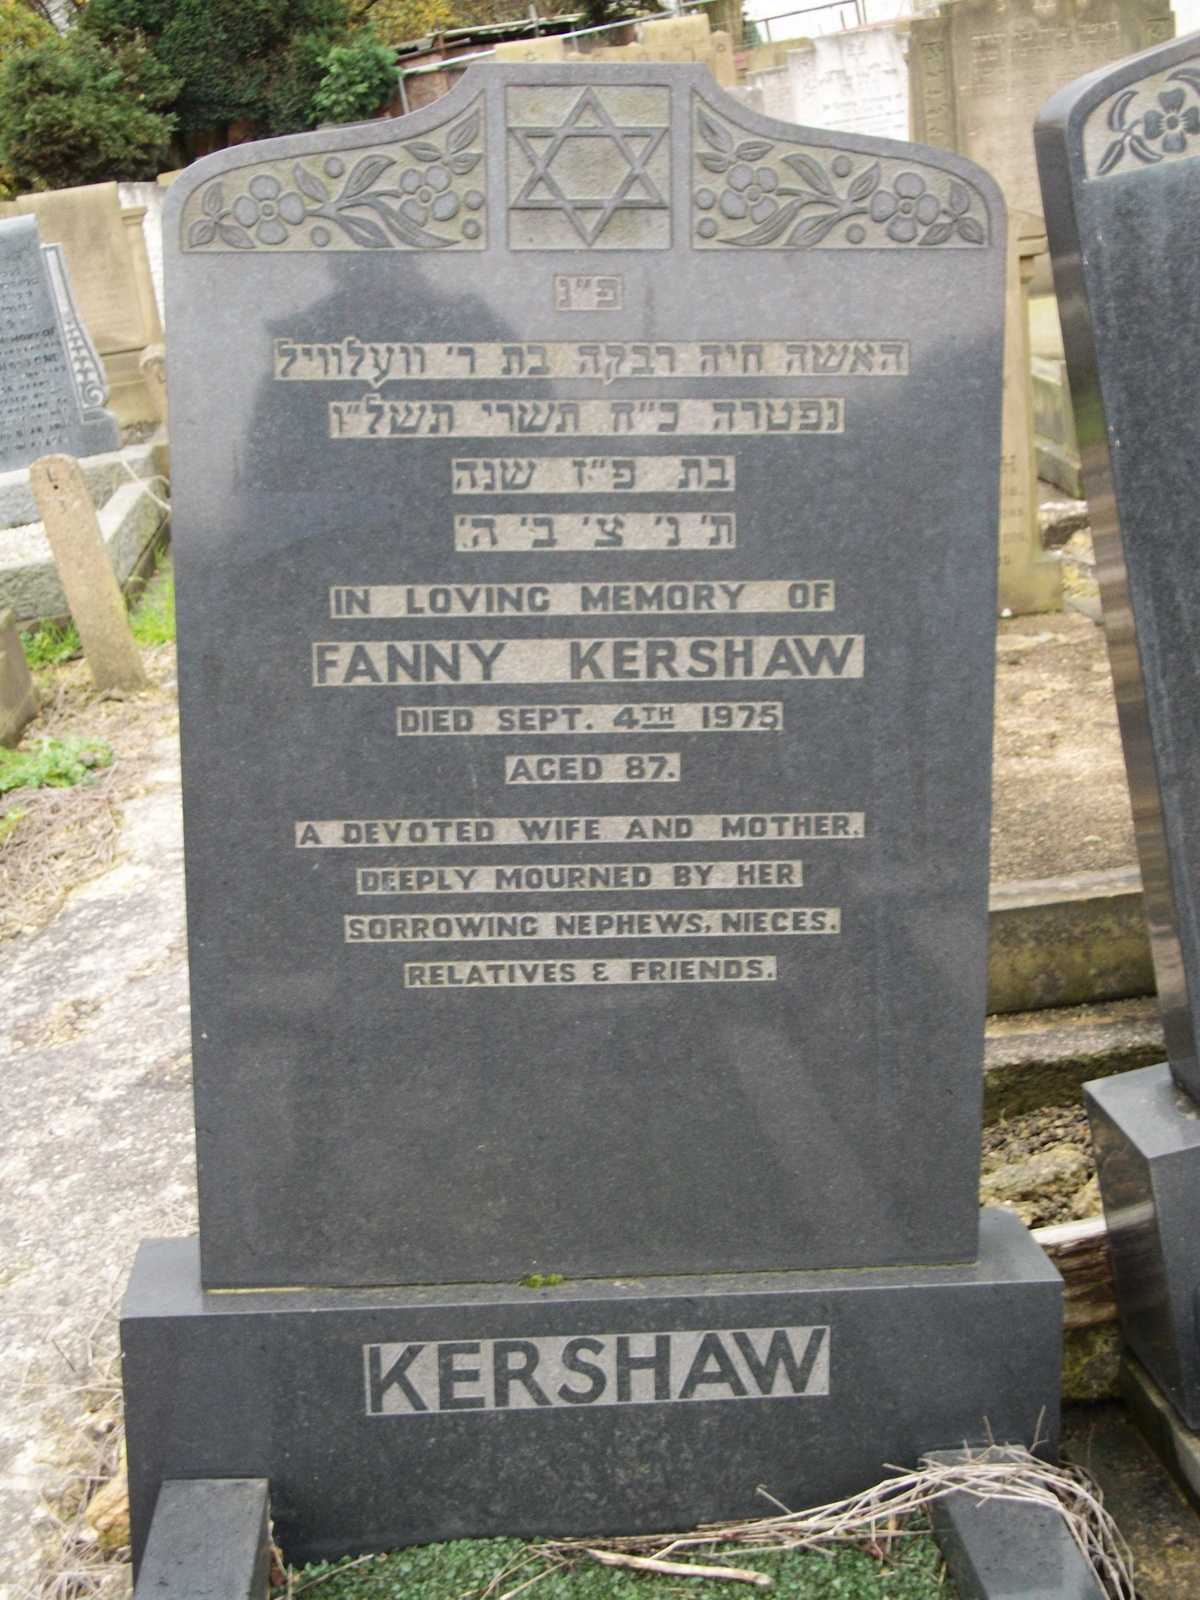 פ״נ
האשה חיה רבקה בת ר׳ וועלוויל
נפטרה כ״ח תשרי תשל״ו
בת פ״ז שנה
ת׳ נ׳ צ׳ ב׳ ה׳
IN LOVING MEMORY OF
FANNY KERSHAW
DIED SEPT. 4TH 1975
AGED 87.
A DEVOTED WIFE AND MOTHER.
DEEPLY MOURNED BY HER
SORROWING NEPHEWS, NIECES.
RELATIVES & FRIENDS.
KERSHAW